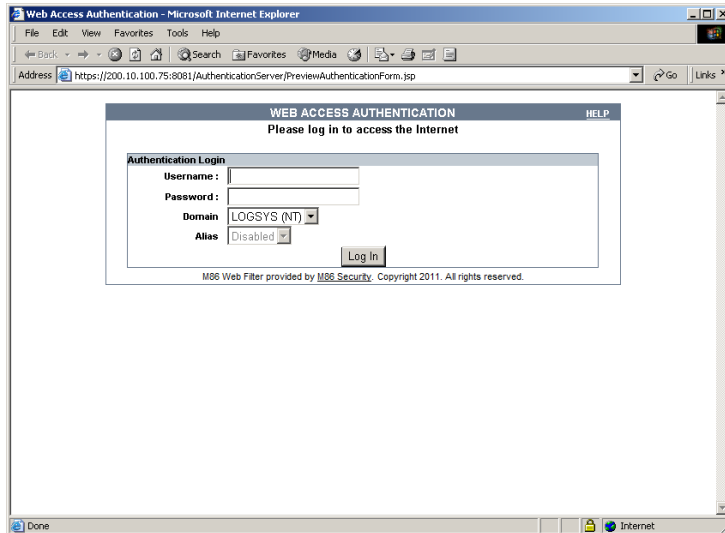 Web Access Authentication - Microsoft Internet Explorer
File Edit View Favorites Tools Help
Back Search Favorites Media
Address https://200.10.100.75:8081/AuthenticationServer/PreviewAuthenticationForm.jsp Go Links »
WEB ACCESS AUTHENTICATION HELP
Please log in to access the Internet
Authentication Login
Username :
Password :
Domain LOGSYS (NT)
Alias Disabled
Log In
M86 Web Filter provided by M86 Security. Copyright 2011. All rights reserved.
Done Internet